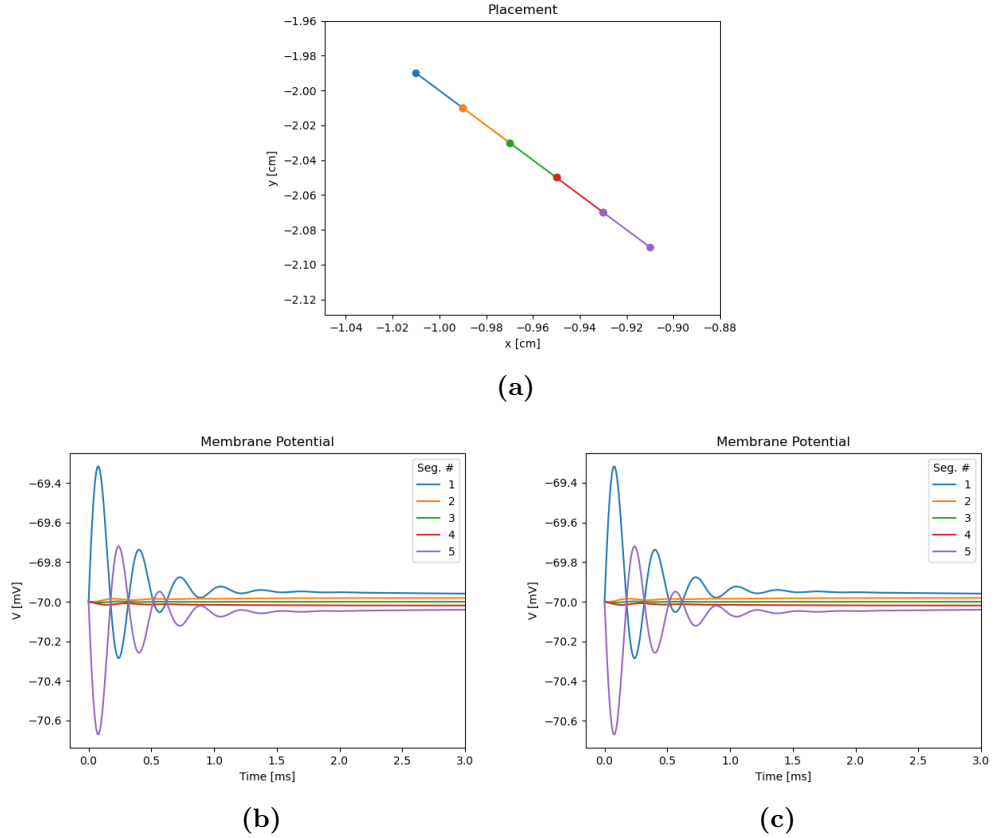 Placement
−1.96
−1.98
−2.00
−2.02
−2.04
−2.06
−2.08
−2.10
−2.12
y [cm]
−1.04 −1.02 −1.00 −0.98 −0.96 −0.94 −0.92 −0.90 −0.88
x [cm]
(a)
Membrane Potential
−69.4
−69.6
−69.8
−70.0
−70.2
−70.4
−70.6
V [mV]
Seg. #
1
2
3
4
5
0.0 0.5 1.0 1.5 2.0 2.5 3.0
Time [ms]
(b)
Membrane Potential
−69.4
−69.6
−69.8
−70.0
−70.2
−70.4
−70.6
V [mV]
Seg. #
1
2
3
4
5
0.0 0.5 1.0 1.5 2.0 2.5 3.0
Time [ms]
(c)